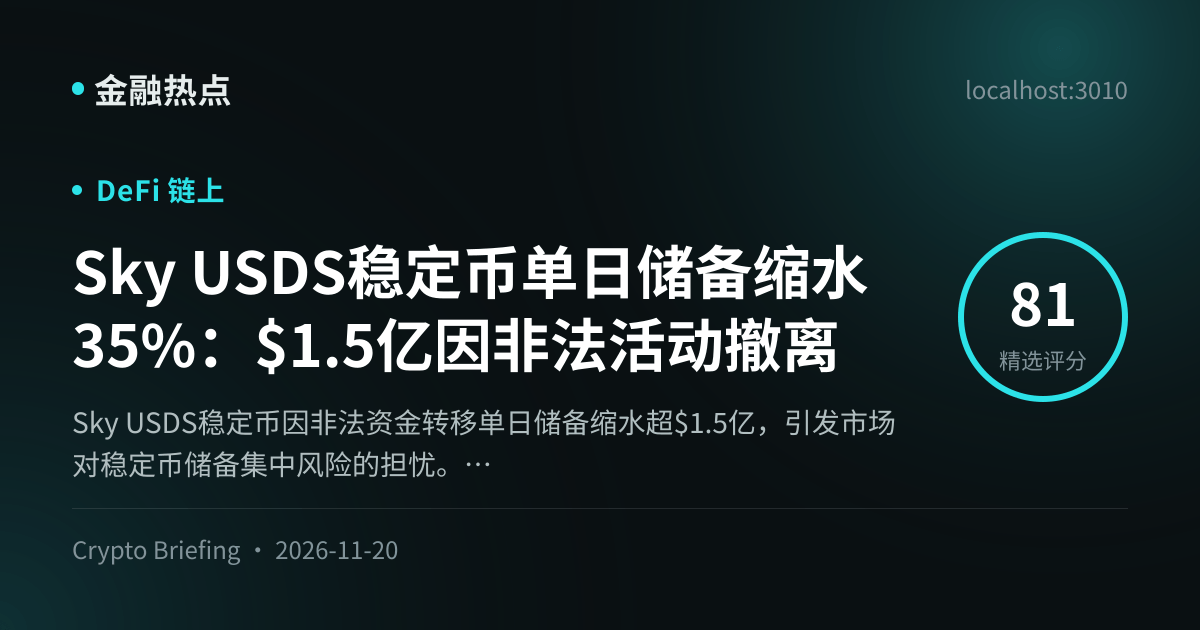 金融热点
localhost:3010
DeFi 链上
Sky USDS稳定币单日储备缩水
35%：$1.5亿因非法活动撤离
81
精选评分
Sky USDS稳定币因非法资金转移单日储备缩水超$1.5亿，引发市场
对稳定币储备集中风险的担忧。…
Crypto Briefing · 2026-11-20